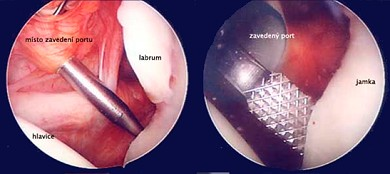 místo zavedení portu
labrum
hlavice
zavedený port
jamka